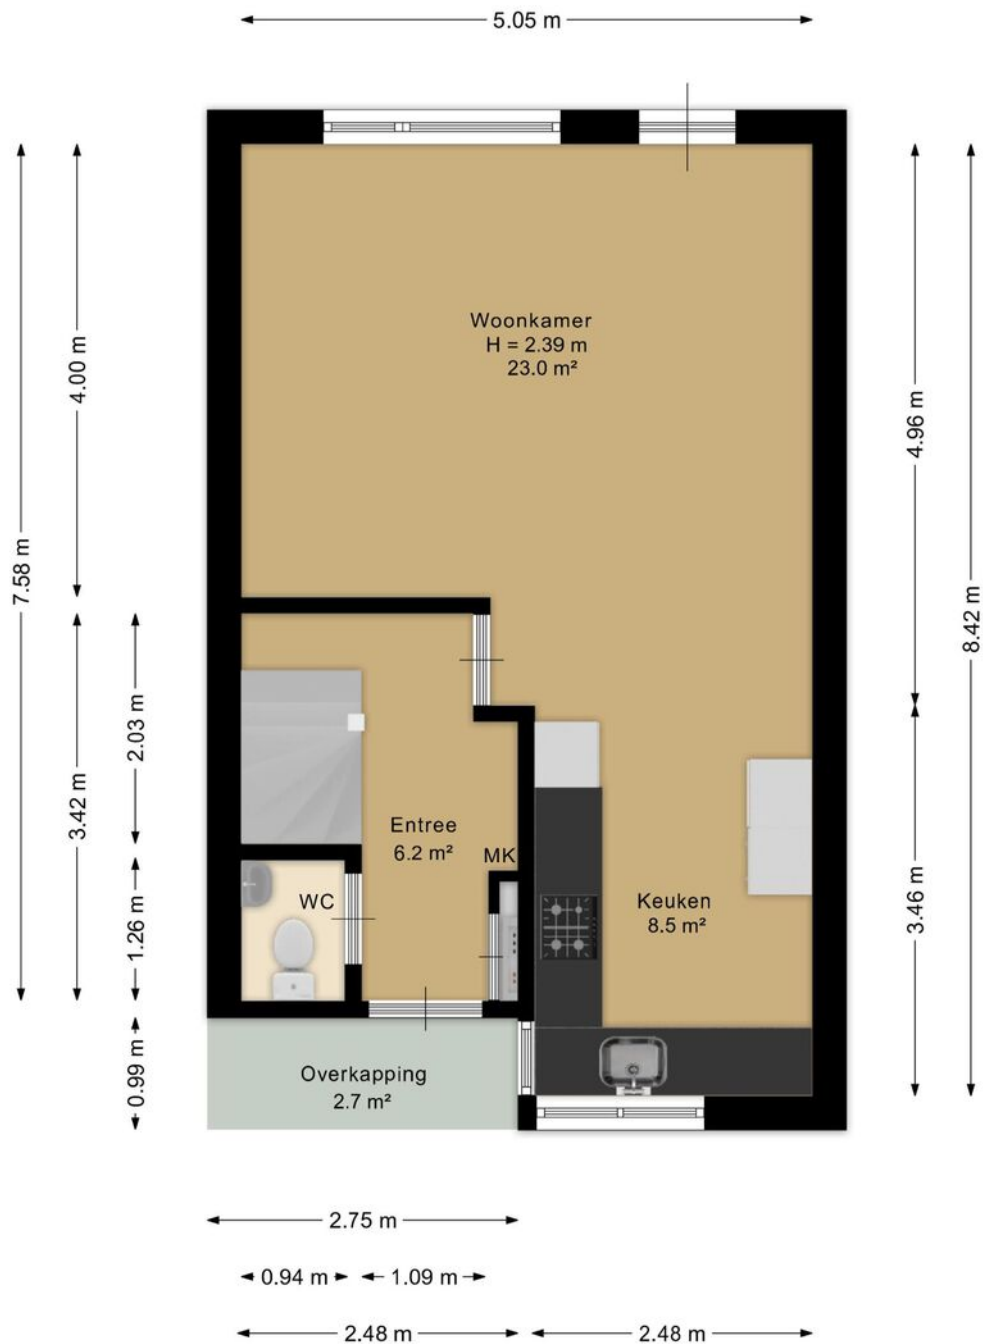 5.05 m
Woonkamer
H = 2.39 m
23.0 m²
4.00 m
4.96 m
7.58 m
8.42 m
2.03 m
3.42 m
Entree
6.2 m²
MK
WC
Keuken
8.5 m²
3.46 m
1.26 m
0.99 m
Overkapping
2.7 m²
2.75 m
0.94 m
1.09 m
2.48 m
2.48 m